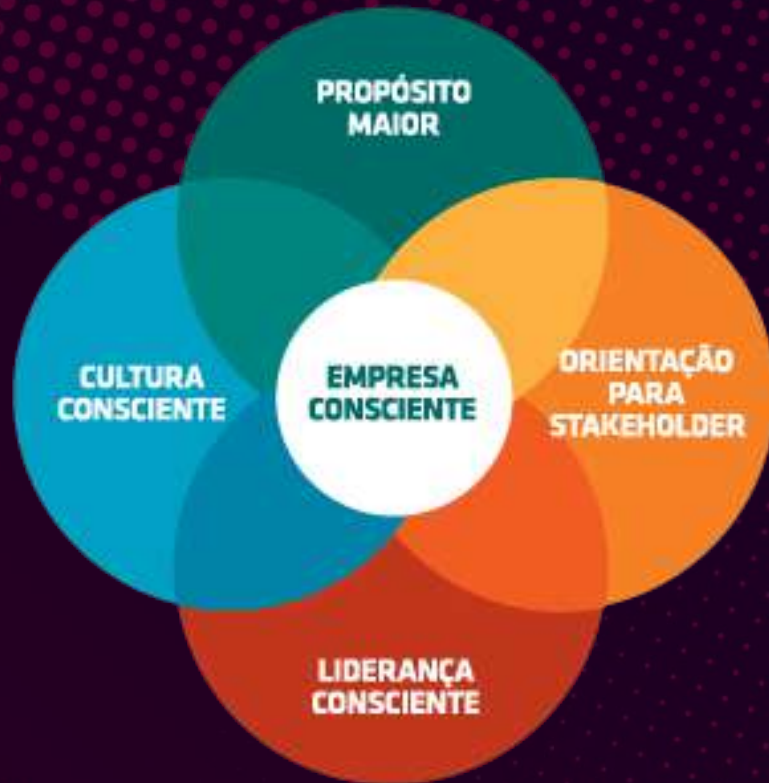 PROPÓSITO
MAIOR
CULTURA
CONSCIENTE
EMPRESA
CONSCIENTE
ORIENTAÇÃO
PARA
STAKEHOLDER
LIDERANÇA
CONSCIENTE